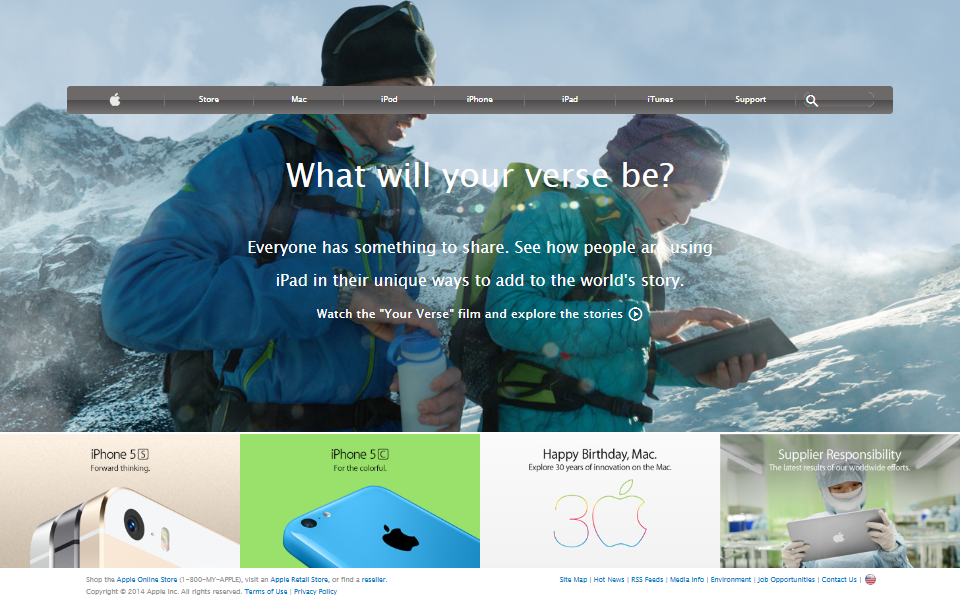 Store
Mac
iPod
iPhone
iPad
iTunes
Support
What will your verse be?
Everyone has something to share. See how people are using
iPad in their unique ways to add to the world's story.
Watch the "Your Verse" film and explore the stories
iPhone 5S
Forward thinking.
iPhone 5C
For the colorful.
Happy Birthday, Mac.
Explore 30 years of innovation on the Mac.
30
Supplier Responsibility
The latest results of our worldwide efforts.
Shop the Apple Online Store (1-800-MY-APPLE), visit an Apple Retail Store, or find a reseller.
Site Map | Hot News | RSS Feeds | Media Info | Environment | Job Opportunities | Contact Us |
Copyright © 2014 Apple Inc. All rights reserved. Terms of Use | Privacy Policy